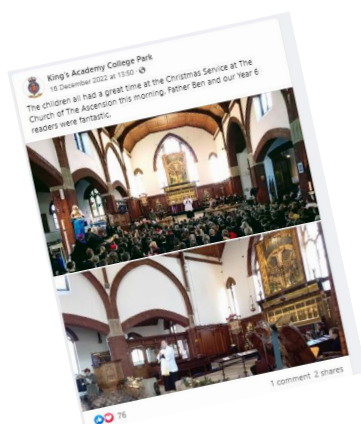 King's Academy College Park
16 December 2022 at 13:50 ·
The children all had a great time at the Christmas Service at The
Church of The Ascension this morning. Father Ben and our Year 6
readers were fantastic.
76
1 comment 2 shares